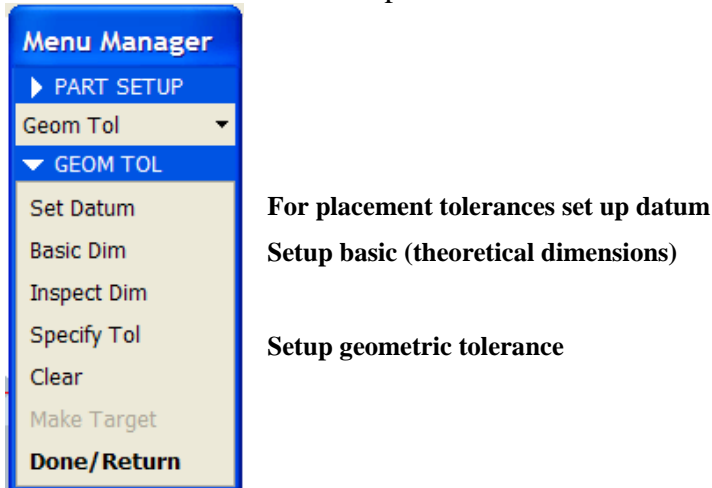 Menu Manager
PART SETUP
Geom Tol
GEOM TOL
Set Datum For placement tolerances set up datum
Basic Dim Setup basic (theoretical dimensions)
Inspect Dim
Specify Tol Setup geometric tolerance
Clear
Make Target
Done/Return